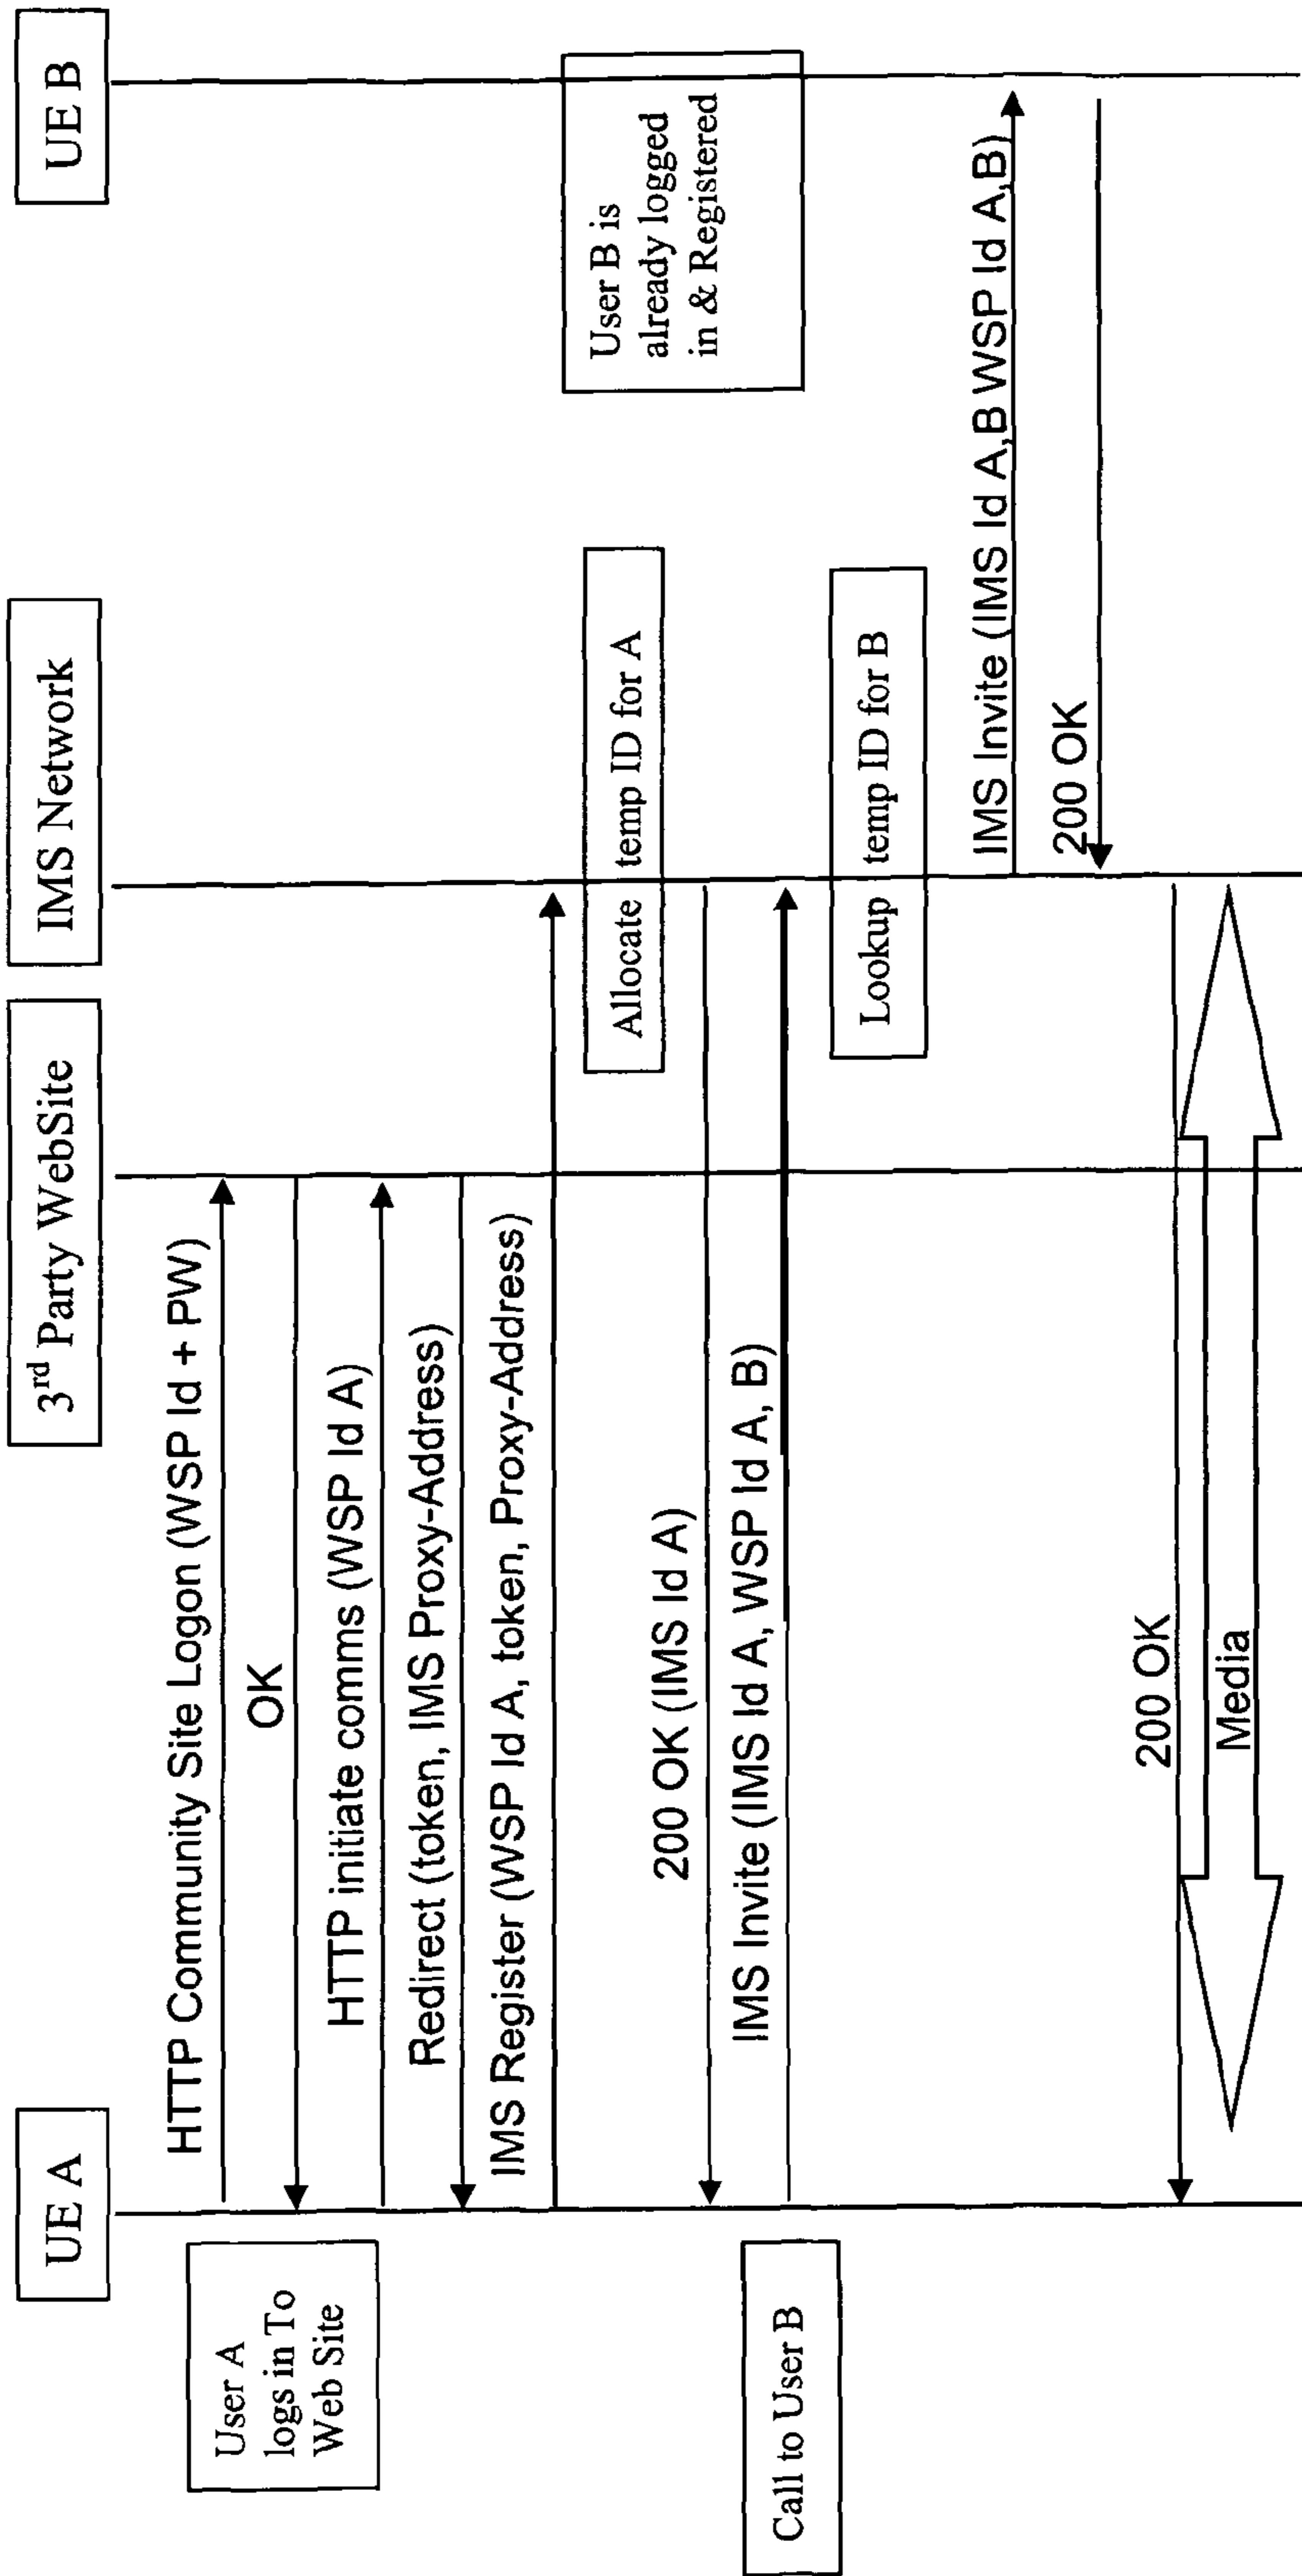 UE A
3rd Party WebSite
IMS Network
UE B
User A
logs in To
Web Site
HTTP Community Site Logon (WSP Id + PW)
OK
HTTP initiate comms (WSP Id A)
Redirect (token, IMS Proxy-Address)
IMS Register (WSP Id A, token, Proxy-Address)
Allocate temp ID for A
User B is
already logged
in & Registered
200 OK (IMS Id A)
Call to User B
IMS Invite (IMS Id A, WSP Id A, B)
Lookup temp ID for B
IMS Invite (IMS Id A,B WSP Id A,B)
200 OK
200 OK
Media